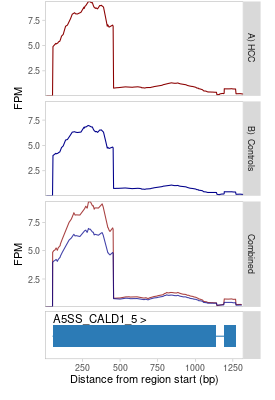 7.5
5.0
2.5
A) HCC
FPM
7.5
5.0
2.5
B) Controls
7.5
5.0
2.5
FPM
Combined
A5SS_CALD1_5 >
250 500 750 1000 1250
Distance from region start (bp)